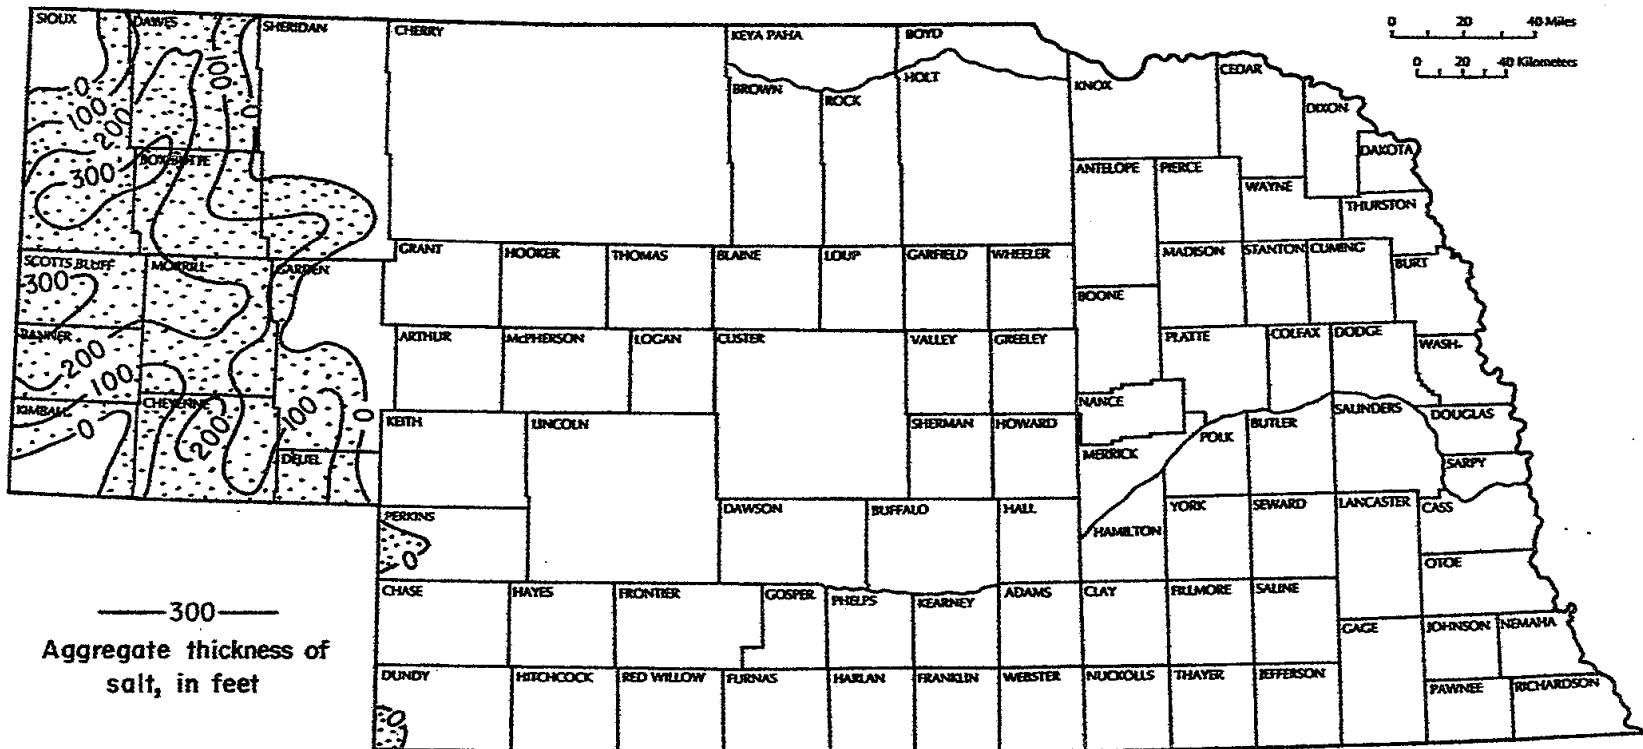 SIOUX DAWES SHERIDAN CHERRY KEYA PAHA BOYD
0 20 40 Miles
0 20 40 Kilometers
100 0 BROWN ROCK HOLT KNOX CEDAR
DIXON
0
100
200
BOX BUTTE
300
DAKOTA
ANTELOPE PIERCE
WAYNE
THURSTON
GRANT HOOKER THOMAS BLAINE LOUP GARFIELD WHEELER MADISON STANTON CUMING
SCOTTS BLUFF MORRILL GARDEN BURT
300
BOONE
BANNER ARTHUR McPHERSON LOGAN CUSTER VALLEY GREELEY PLATTE COLFAX DODGE WASH-
200
100
KIMBALL CHEYENNE 100 0 NANCE SAUNDERS DOUGLAS
0 200 KEITH LINCOLN SHERMAN HOWARD POLK BUTLER
DEUEL MERRICK SARPY
PERKINS DAWSON BUFFALO HALL YORK SEWARD LANCASTER CASS
HAMILTON
0
OTOE
CHASE HAYES FRONTIER GOSPER PHELPS KEARNEY ADAMS CLAY FILLMORE SALINE
300
GAGE JOHNSON NEMAHA
Aggregate thickness of
salt, in feet
DUNDY HITCHCOCK RED WILLOW FURNAS HARLAN FRANKLIN WEBSTER NUCKOLLS THAYER JEFFERSON
PAWNEE RICHARDSON
0